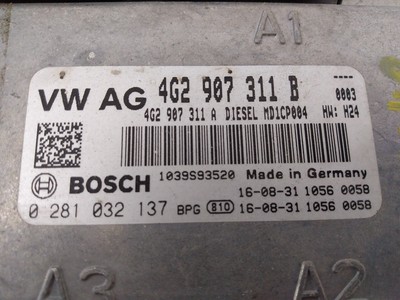 A1
VW AG 4G2 907 311 B 0003
4G2 907 311 A DIESEL MD1CP004 HW: H24
BOSCH 1039S93520 Made in Germany
16-08-31 1056 0058
0 281 032 137 BPG 810 16-08-31 1056 0058
A3 A2